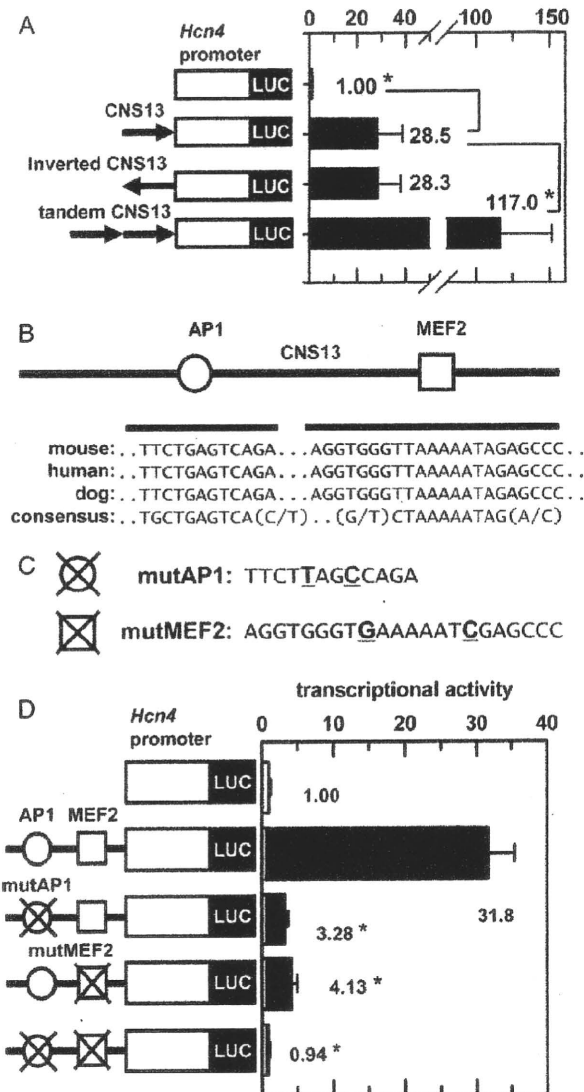 A
Hcn4
promoter
0 20 40 100 150
LUC
1.00 *
CNS13
LUC
28.5
Inverted CNS13
LUC
28.3
tandem CNS13
LUC
117.0 *
B
AP1 MEF2
CNS13
mouse:..TTCTGAGTCAGA...AGGTGGGTTAAAAATAGAGCCC..
human:..TTCTGAGTCAGA...AGGTGGGTTAAAAATAGAGCCC..
dog:..TTCTGAGTCAGA...AGGTGGGTTAAAAATAGAGCCC..
consensus:..TGCTGAGTCA(C/T)..(G/T)CTAAAAATAG(A/C)
C
mutAP1: TTCTTAGCCAGA
mutMEF2: AGGTGGGTGAAAAATCGAGCCC
D
transcriptional activity
Hcn4
promoter
0 10 20 30 40
LUC
1.00
AP1 MEF2
LUC
31.8
mutAP1
LUC
3.28 *
mutMEF2
LUC
4.13 *
LUC
0.94 *